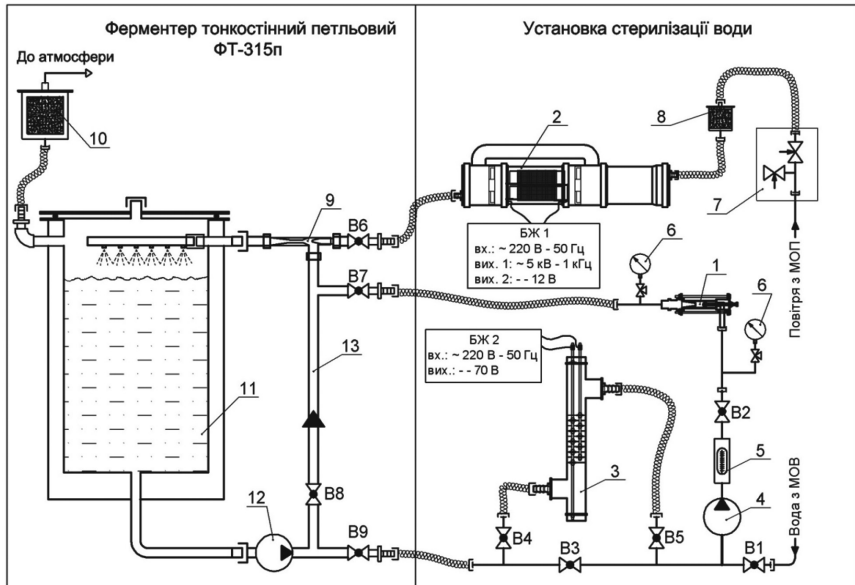 Ферментер тонкостінний петльовий
ФТ-315п
Установка стерилізації води
До атмосфери
10
2
8
7
9
В6
БЖ 1
вх.: ~ 220 В - 50 Гц
вих. 1: ~ 5 кВ - 1 кГц
вих. 2: - - 12 В
6
В7
1
6
Повітря з МОП
БЖ 2
вх.: ~ 220 В - 50 Гц
вих.: - - 70 В
13
11
В2
5
3
4
В8
12
В9
В4
В3
В5
В1
Вода з МОВ